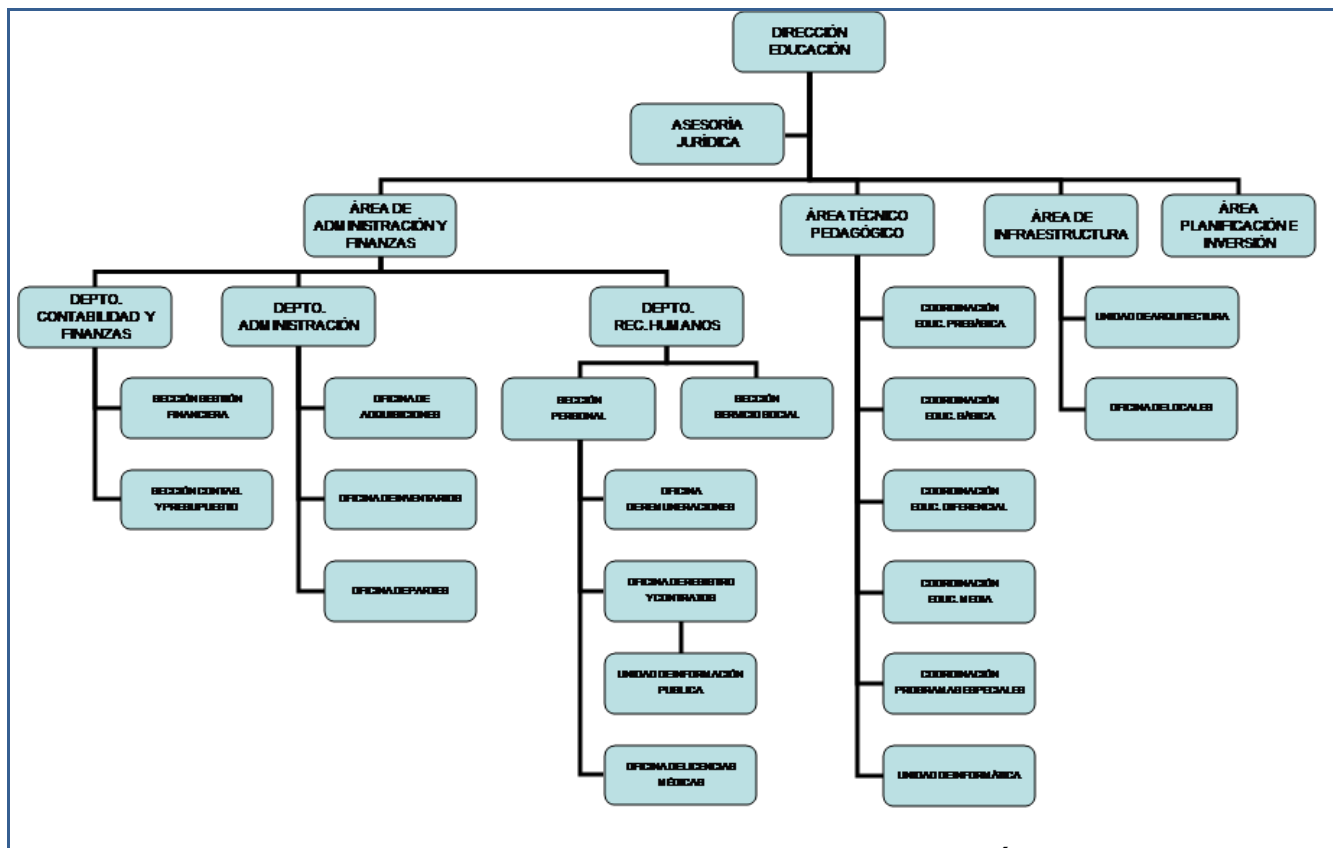 DIRECCIÓN
EDUCACIÓN
ASESORÍA
JURÍDICA
ÁREA DE
ADMINISTRACIÓN Y
FINANZAS
ÁREA TÉCNICO
PEDAGÓGICO
ÁREA DE
INFRAESTRUCTURA
ÁREA
PLANIFICACIÓN E
INVERSIÓN
DEPTO.
CONTABILIDAD Y
FINANZAS
DEPTO.
ADMINISTRACIÓN
DEPTO.
REC. HUMANOS
COORDINACIÓN
EDUC. PREBÁSICA
UNIDAD DE ARQUITECTURA
SECCIÓN GESTIÓN
FINANCIERA
OFICINA DE
ADQUISICIONES
SECCIÓN
PERSONAL
SECCIÓN
SERVICIO SOCIAL
COORDINACIÓN
EDUC. BÁSICA
OFICINA DE LOCALES
SECCIÓN CONTAB.
Y PRESUPUESTO
OFICINA DE INVENTARIOS
OFICINA
DE REMUNERACIONES
COORDINACIÓN
EDUC. DIFERENCIAL
OFICINA DE PARTES
OFICINA DE REGISTRO
Y CONTRATOS
COORDINACIÓN
EDUC. MEDIA
UNIDAD DE INFORMACIÓN
PUBLICA
COORDINACIÓN
PROGRAMAS ESPECIALES
OFICINA DE LICENCIAS
MÉDICAS
UNIDAD DE INFORMÁTICA